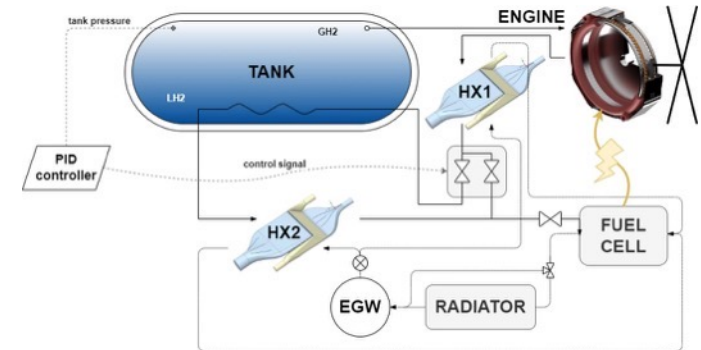 tank pressure
ENGINE
GH2
TANK
LH2
HX1
PID
controller
control signal
HX2
FUEL
CELL
EGW
RADIATOR